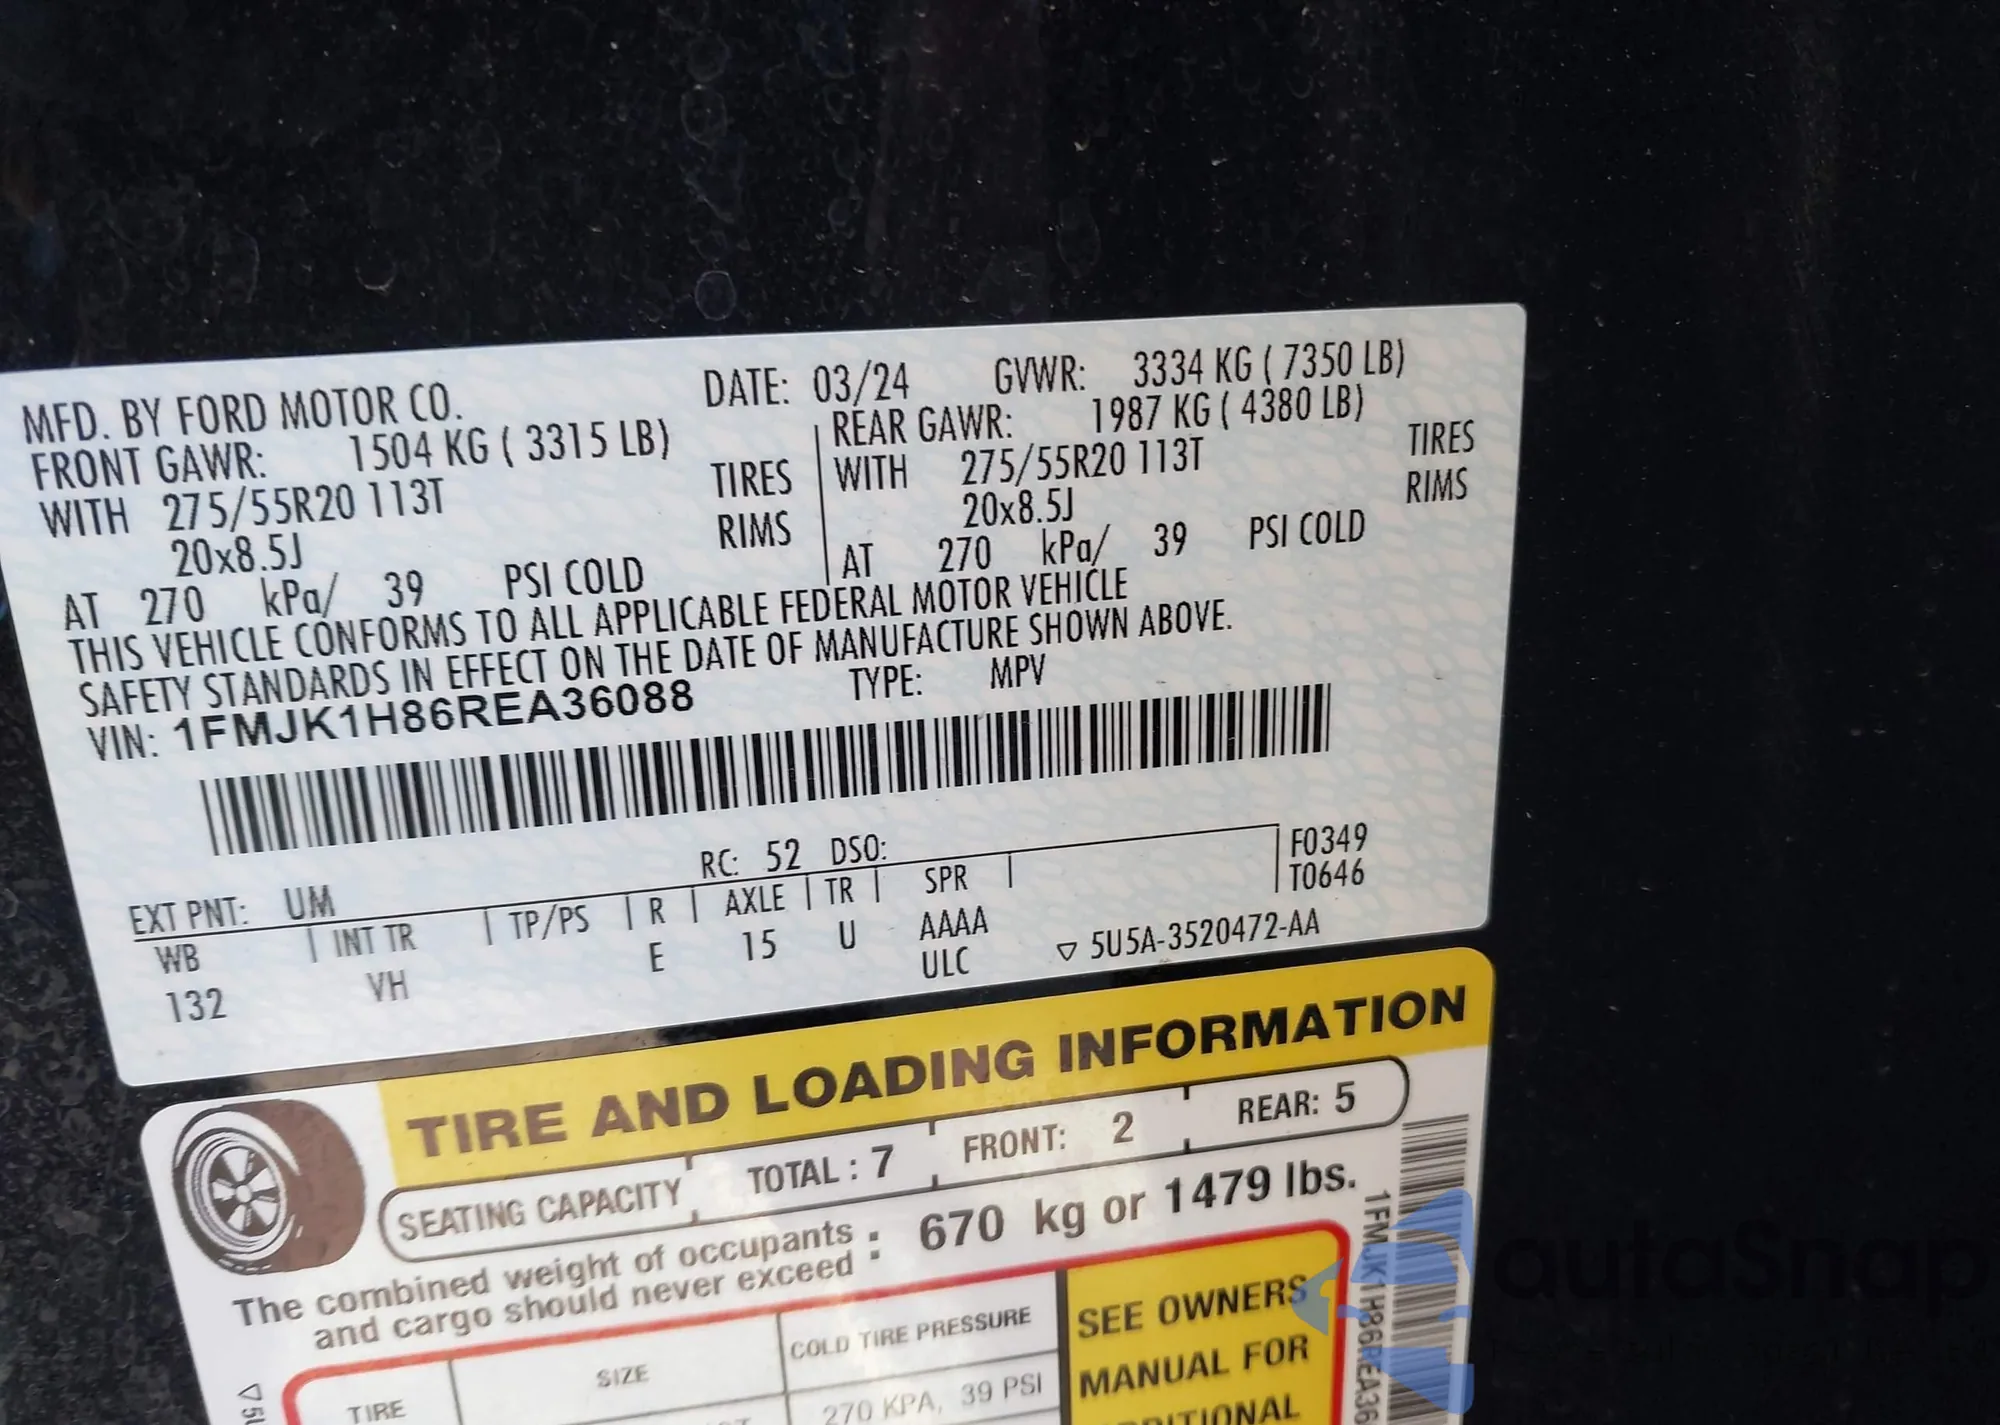 MFD. BY FORD MOTOR CO.
DATE: 03/24 GVWR: 3334 KG ( 7350 LB)
FRONT GAWR: 1504 KG ( 3315 LB)
WITH 275/55R20 113T TIRES
20x8.5J RIMS
AT 270 kPa/ 39 PSI COLD
REAR GAWR: 1987 KG ( 4380 LB)
WITH 275/55R20 113T TIRES
20x8.5J RIMS
AT 270 kPa/ 39 PSI COLD
THIS VEHICLE CONFORMS TO ALL APPLICABLE FEDERAL MOTOR VEHICLE
SAFETY STANDARDS IN EFFECT ON THE DATE OF MANUFACTURE SHOWN ABOVE.
VIN: 1FMJK1H86REA36088 TYPE: MPV
EXT PNT: UM RC: 52 DSO: F0349
T0646
WB INT TR TP/PS R AXLE TR SPR
132 VH E 15 U AAAA
ULC ▽ 5U5A-3520472-AA
TIRE AND LOADING INFORMATION
SEATING CAPACITY TOTAL : 7 FRONT: 2 REAR: 5
The combined weight of occupants
and cargo should never exceed : 670 kg or 1479 lbs.
TIRE SIZE COLD TIRE PRESSURE
270 KPA, 39 PSI
SEE OWNERS
MANUAL FOR
1FMJK1H86REA36
autoSnap